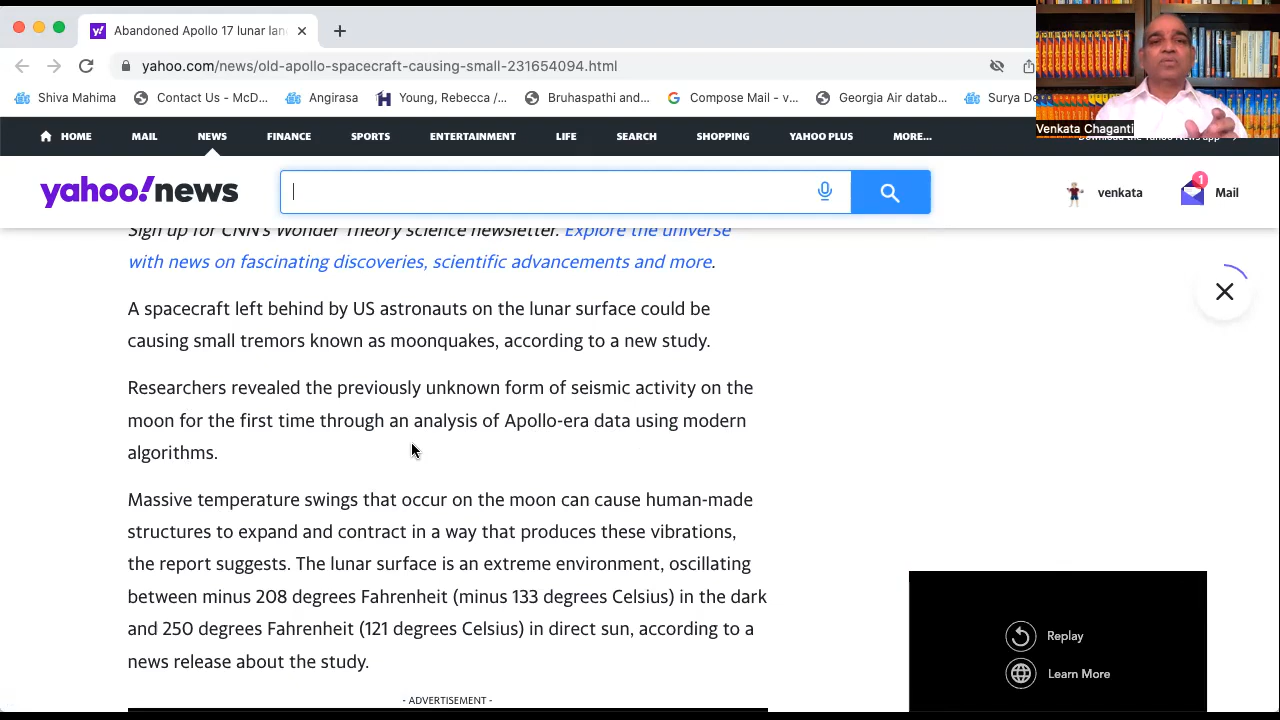 Abandoned Apollo 17 lunar lan
yahoo.com/news/old-apollo-spacecraft-causing-small-231654094.html
Shiva Mahima
Contact Us - McD...
Angirasa
Young, Rebecca /...
Bruhaspathi and...
Compose Mail - v...
Georgia Air datab...
Surya De
Venkata Chaganti
HOME
MAIL
NEWS
FINANCE
SPORTS
ENTERTAINMENT
LIFE
SEARCH
SHOPPING
YAHOO PLUS
MORE...
Download the Yahoo News app
yahoo!news
venkata
1
Mail
Sign up for CNN's Wonder Theory science newsletter. Explore the universe
with news on fascinating discoveries, scientific advancements and more.
A spacecraft left behind by US astronauts on the lunar surface could be
causing small tremors known as moonquakes, according to a new study.
Researchers revealed the previously unknown form of seismic activity on the
moon for the first time through an analysis of Apollo-era data using modern
algorithms.
Massive temperature swings that occur on the moon can cause human-made
structures to expand and contract in a way that produces these vibrations,
the report suggests. The lunar surface is an extreme environment, oscillating
between minus 208 degrees Fahrenheit (minus 133 degrees Celsius) in the dark
and 250 degrees Fahrenheit (121 degrees Celsius) in direct sun, according to a
news release about the study.
- ADVERTISEMENT -
Replay
Learn More